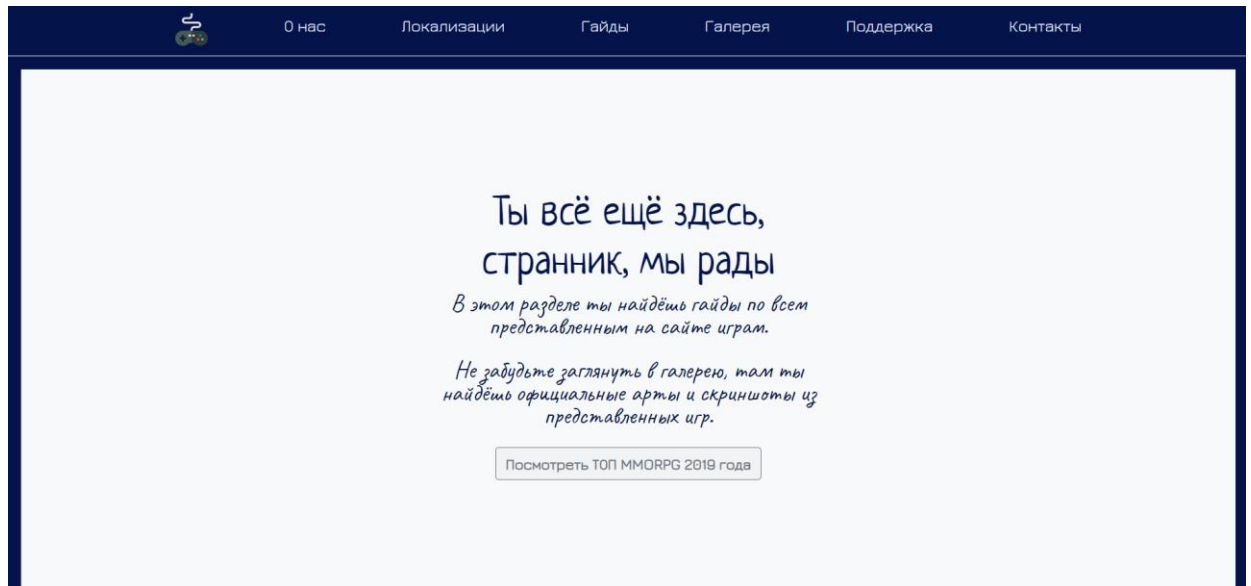 О нас Локализации Гайды Галерея Поддержка Контакты
Ты всё ещё здесь,
странник, мы рады
В этом разделе ты найдёшь гайды по всем
представленным на сайте играм.
Не забудьте заглянуть в галерею, там ты
найдёшь официальные арты и скриншоты из
представленных игр.
Посмотреть ТОП MMORPG 2019 года